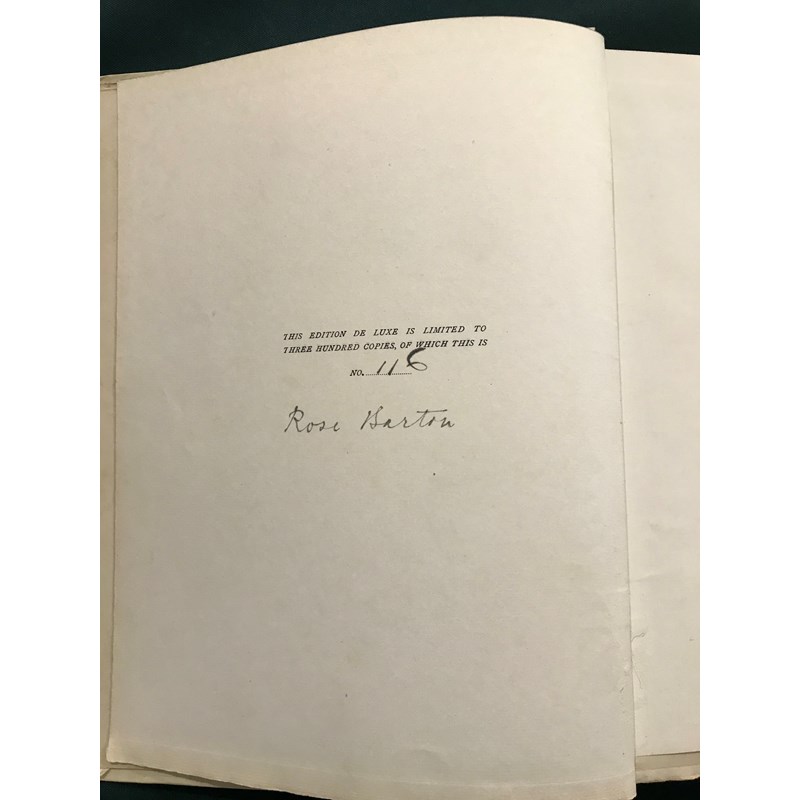 THIS EDITION DE LUXE IS LIMITED TO
THREE HUNDRED COPIES, OF WHICH THIS IS
NO. 116
Rose Barton